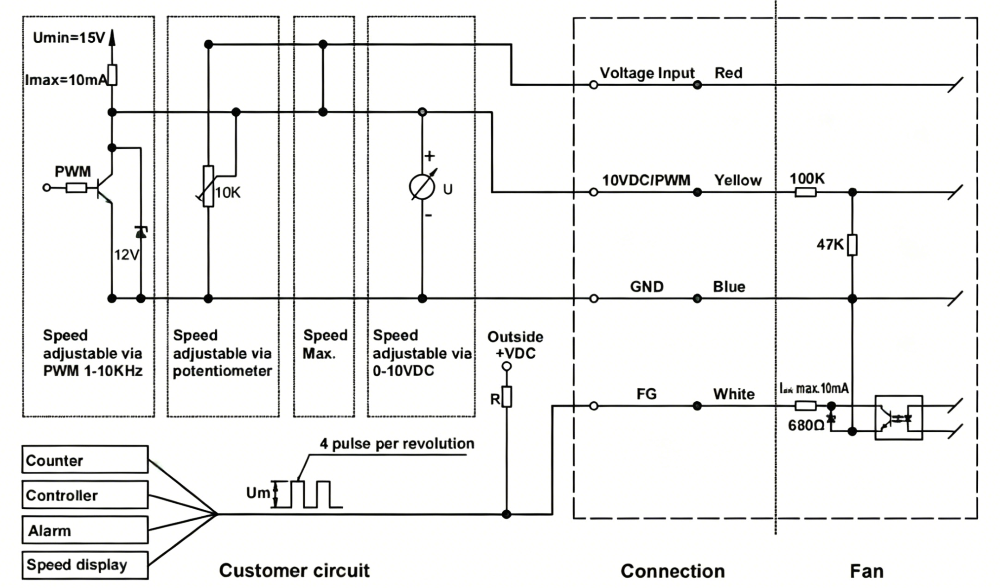 Umin=15V
Imax=10mA
PWM
12V
10K
+
U
-
Speed
adjustable via
PWM 1-10KHz
Speed
adjustable via
potentiometer
Speed
Max.
Speed
adjustable via
0-10VDC
Outside
+VDC
R
Voltage Input Red
10VDC/PWM Yellow
100K
47K
GND Blue
FG White
max.10mA
680Ω
4 pulse per revolution
Um
Counter
Controller
Alarm
Speed display
Customer circuit
Connection
Fan